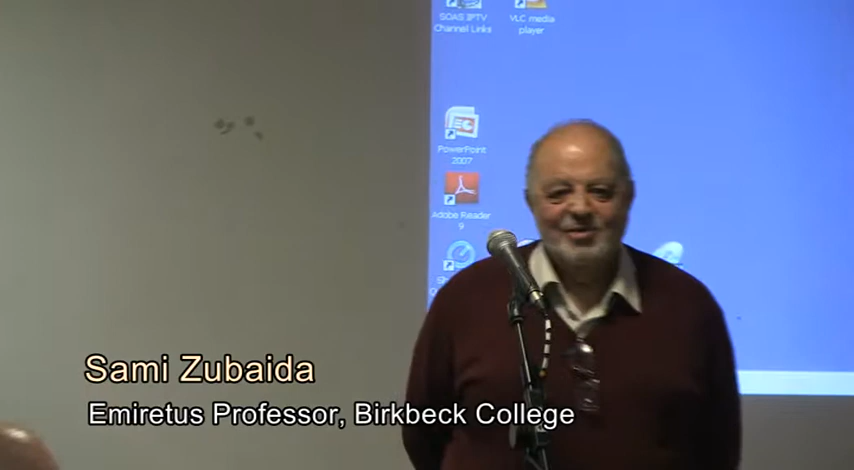 SOAS IPTV
Channel Links
VLC media
player
PowerPoint
2007
Adobe Reader
9
Sami Zubaida
Emiretus Professor, Birkbeck College